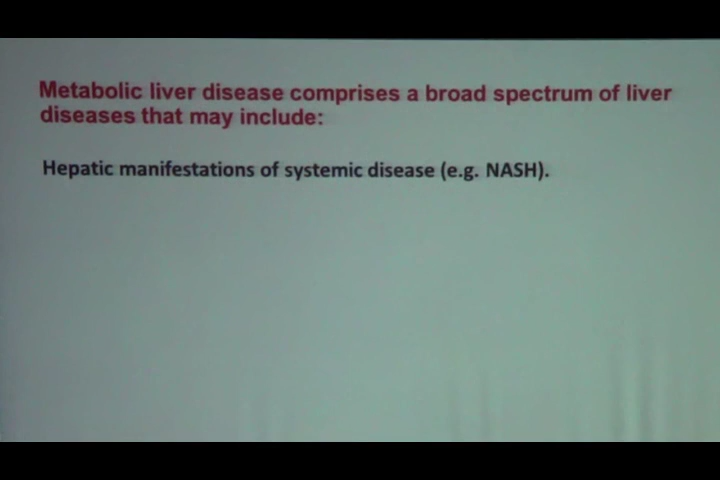 Metabolic liver disease comprises a broad spectrum of liver
diseases that may include:
Hepatic manifestations of systemic disease (e.g. NASH).